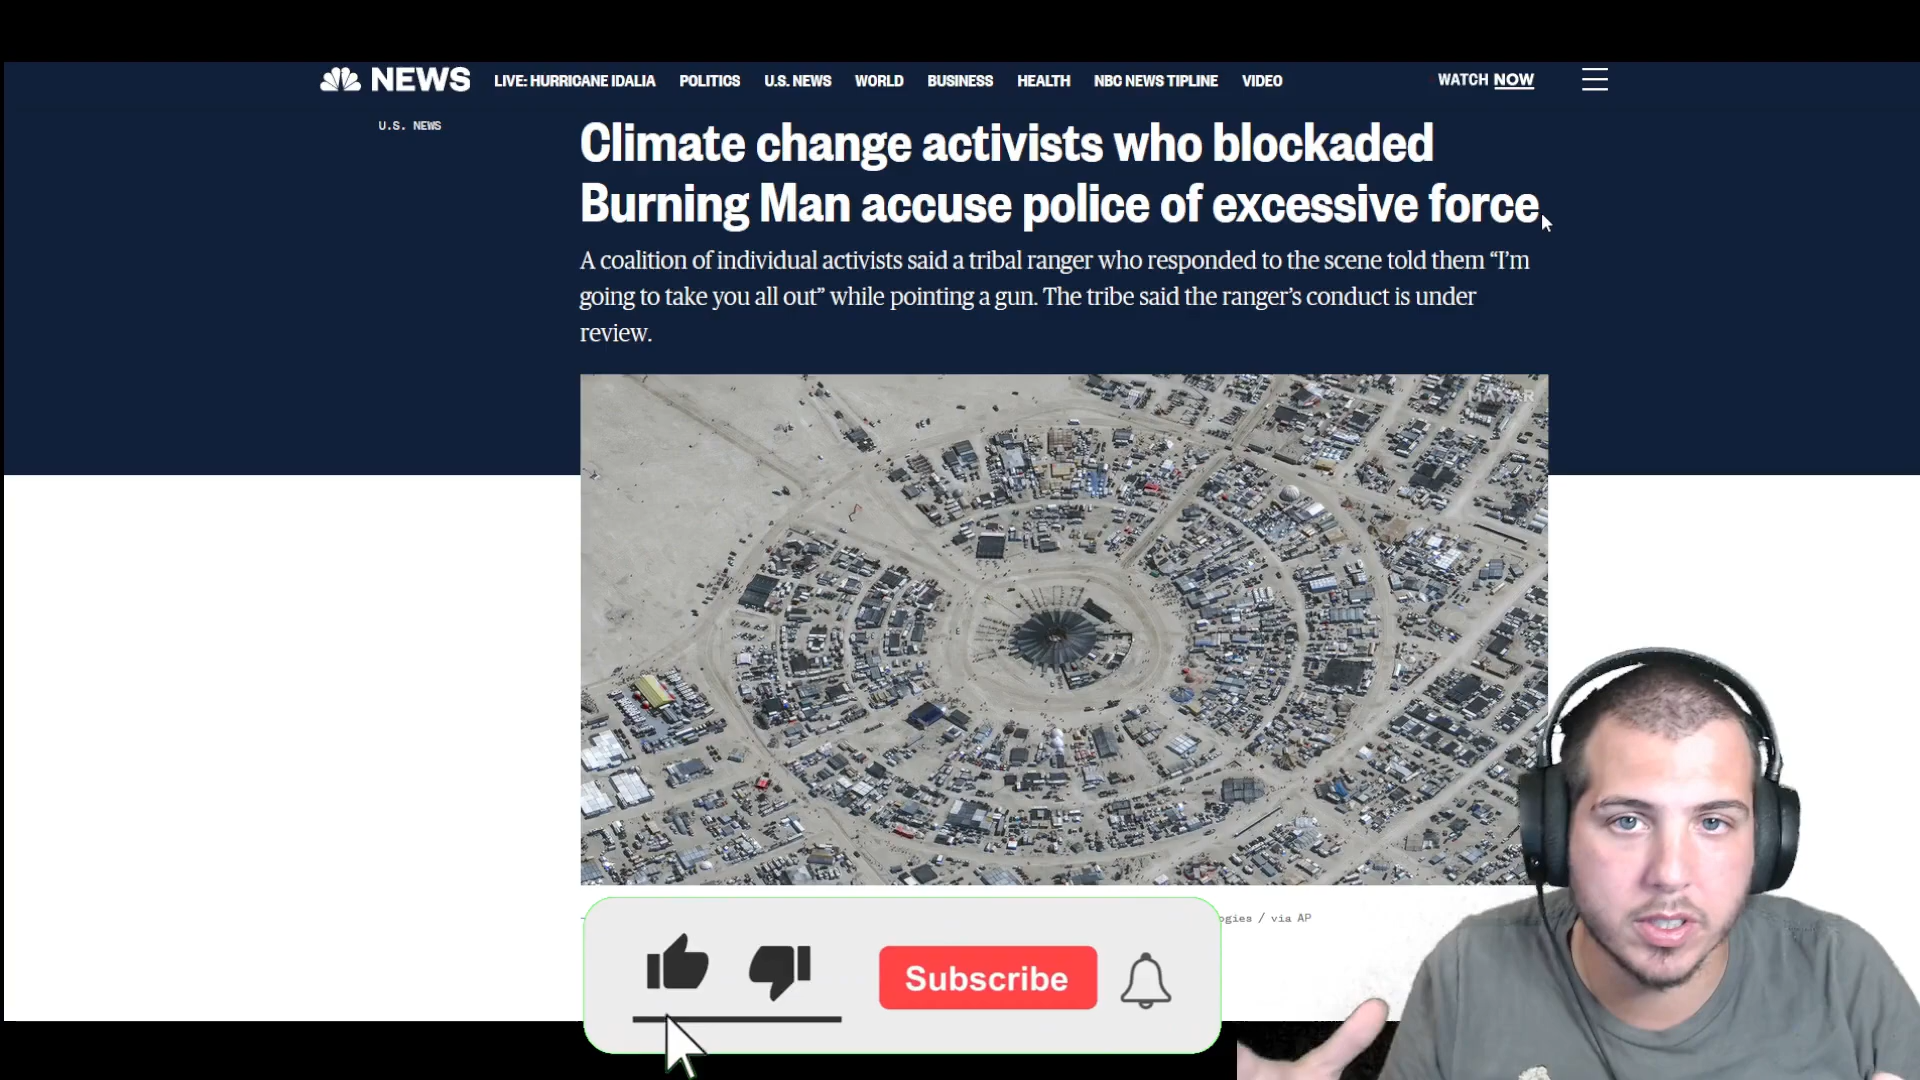 NEWS LIVE: HURRICANE IDALIA POLITICS U.S. NEWS WORLD BUSINESS HEALTH NBC NEWS TIPLINE VIDEO WATCH NOW
U.S. NEWS
Climate change activists who blockaded
Burning Man accuse police of excessive force
A coalition of individual activists said a tribal ranger who responded to the scene told them “I’m
going to take you all out” while pointing a gun. The tribe said the ranger’s conduct is under
review.
MAXAR
/ via AP
Subscribe